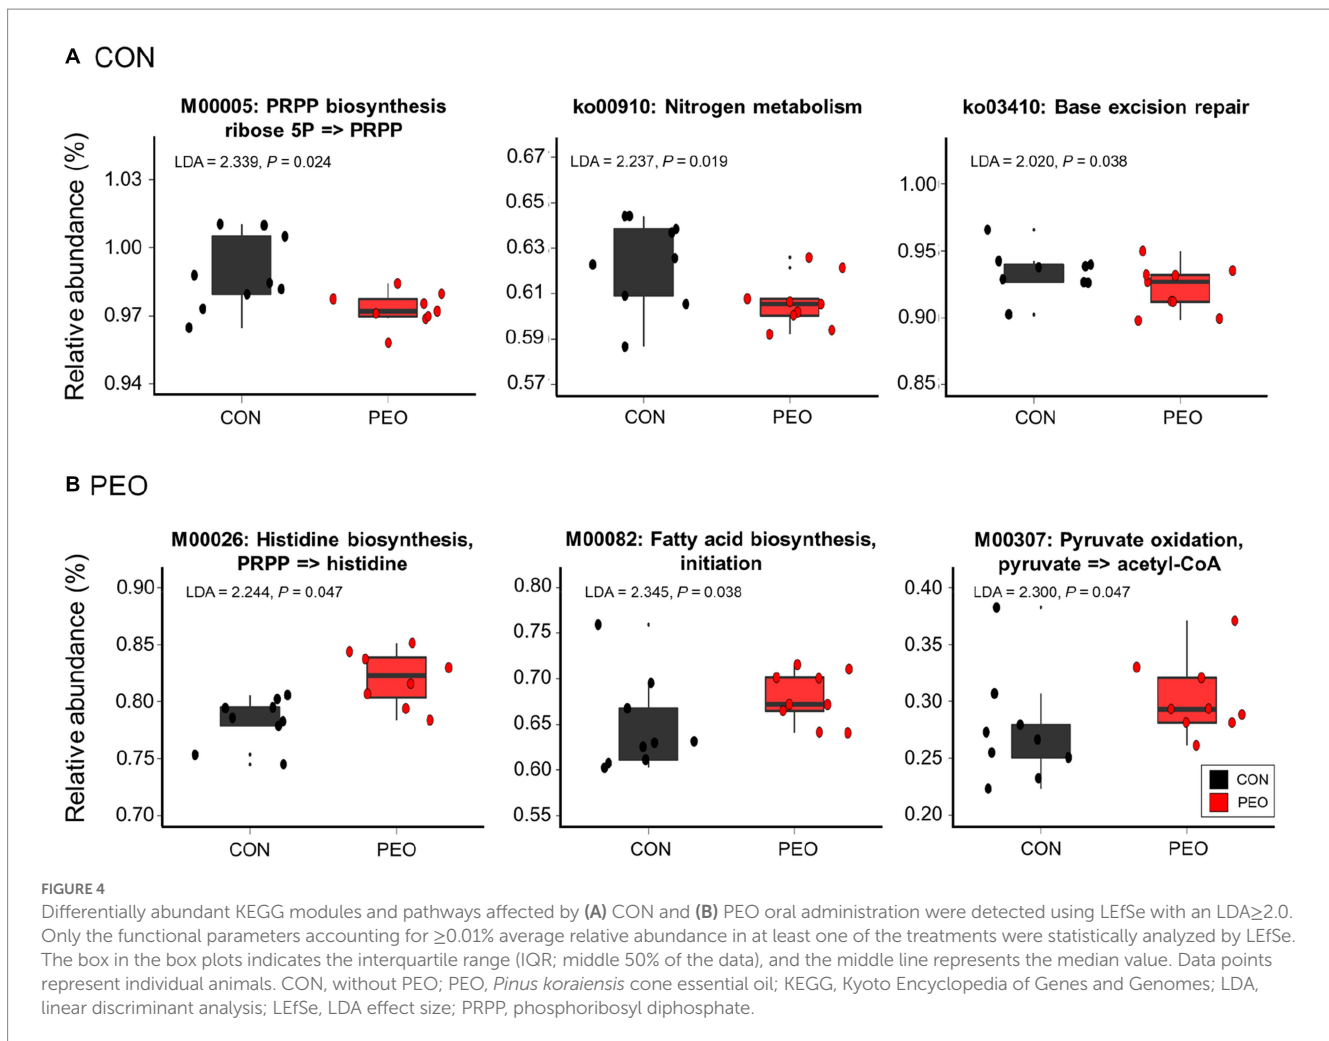 A CON
M00005: PRPP biosynthesis
ribose 5P => PRPP
ko00910: Nitrogen metabolism
ko03410: Base excision repair
Relative abundance (%)
LDA = 2.339, P = 0.024
1.03
1.00
0.97
0.94
CON
PEO
LDA = 2.237, P = 0.019
0.67
0.65
0.63
0.61
0.59
0.57
CON
PEO
LDA = 2.020, P = 0.038
1.00
0.95
0.90
0.85
CON
PEO
B PEO
M00026: Histidine biosynthesis,
PRPP => histidine
M00082: Fatty acid biosynthesis,
initiation
M00307: Pyruvate oxidation,
pyruvate => acetyl-CoA
Relative abundance (%)
LDA = 2.244, P = 0.047
0.90
0.85
0.80
0.75
0.70
CON
PEO
LDA = 2.345, P = 0.038
0.80
0.75
0.70
0.65
0.60
0.55
CON
PEO
LDA = 2.300, P = 0.047
0.40
0.35
0.30
0.25
0.20
CON
PEO
CON
PEO
FIGURE 4
Differentially abundant KEGG modules and pathways affected by (A) CON and (B) PEO oral administration were detected using LEfSe with an LDA≥2.0.
Only the functional parameters accounting for ≥0.01% average relative abundance in at least one of the treatments were statistically analyzed by LEfSe.
The box in the box plots indicates the interquartile range (IQR; middle 50% of the data), and the middle line represents the median value. Data points
represent individual animals. CON, without PEO; PEO, Pinus koraiensis cone essential oil; KEGG, Kyoto Encyclopedia of Genes and Genomes; LDA,
linear discriminant analysis; LEfSe, LDA effect size; PRPP, phosphoribosyl diphosphate.